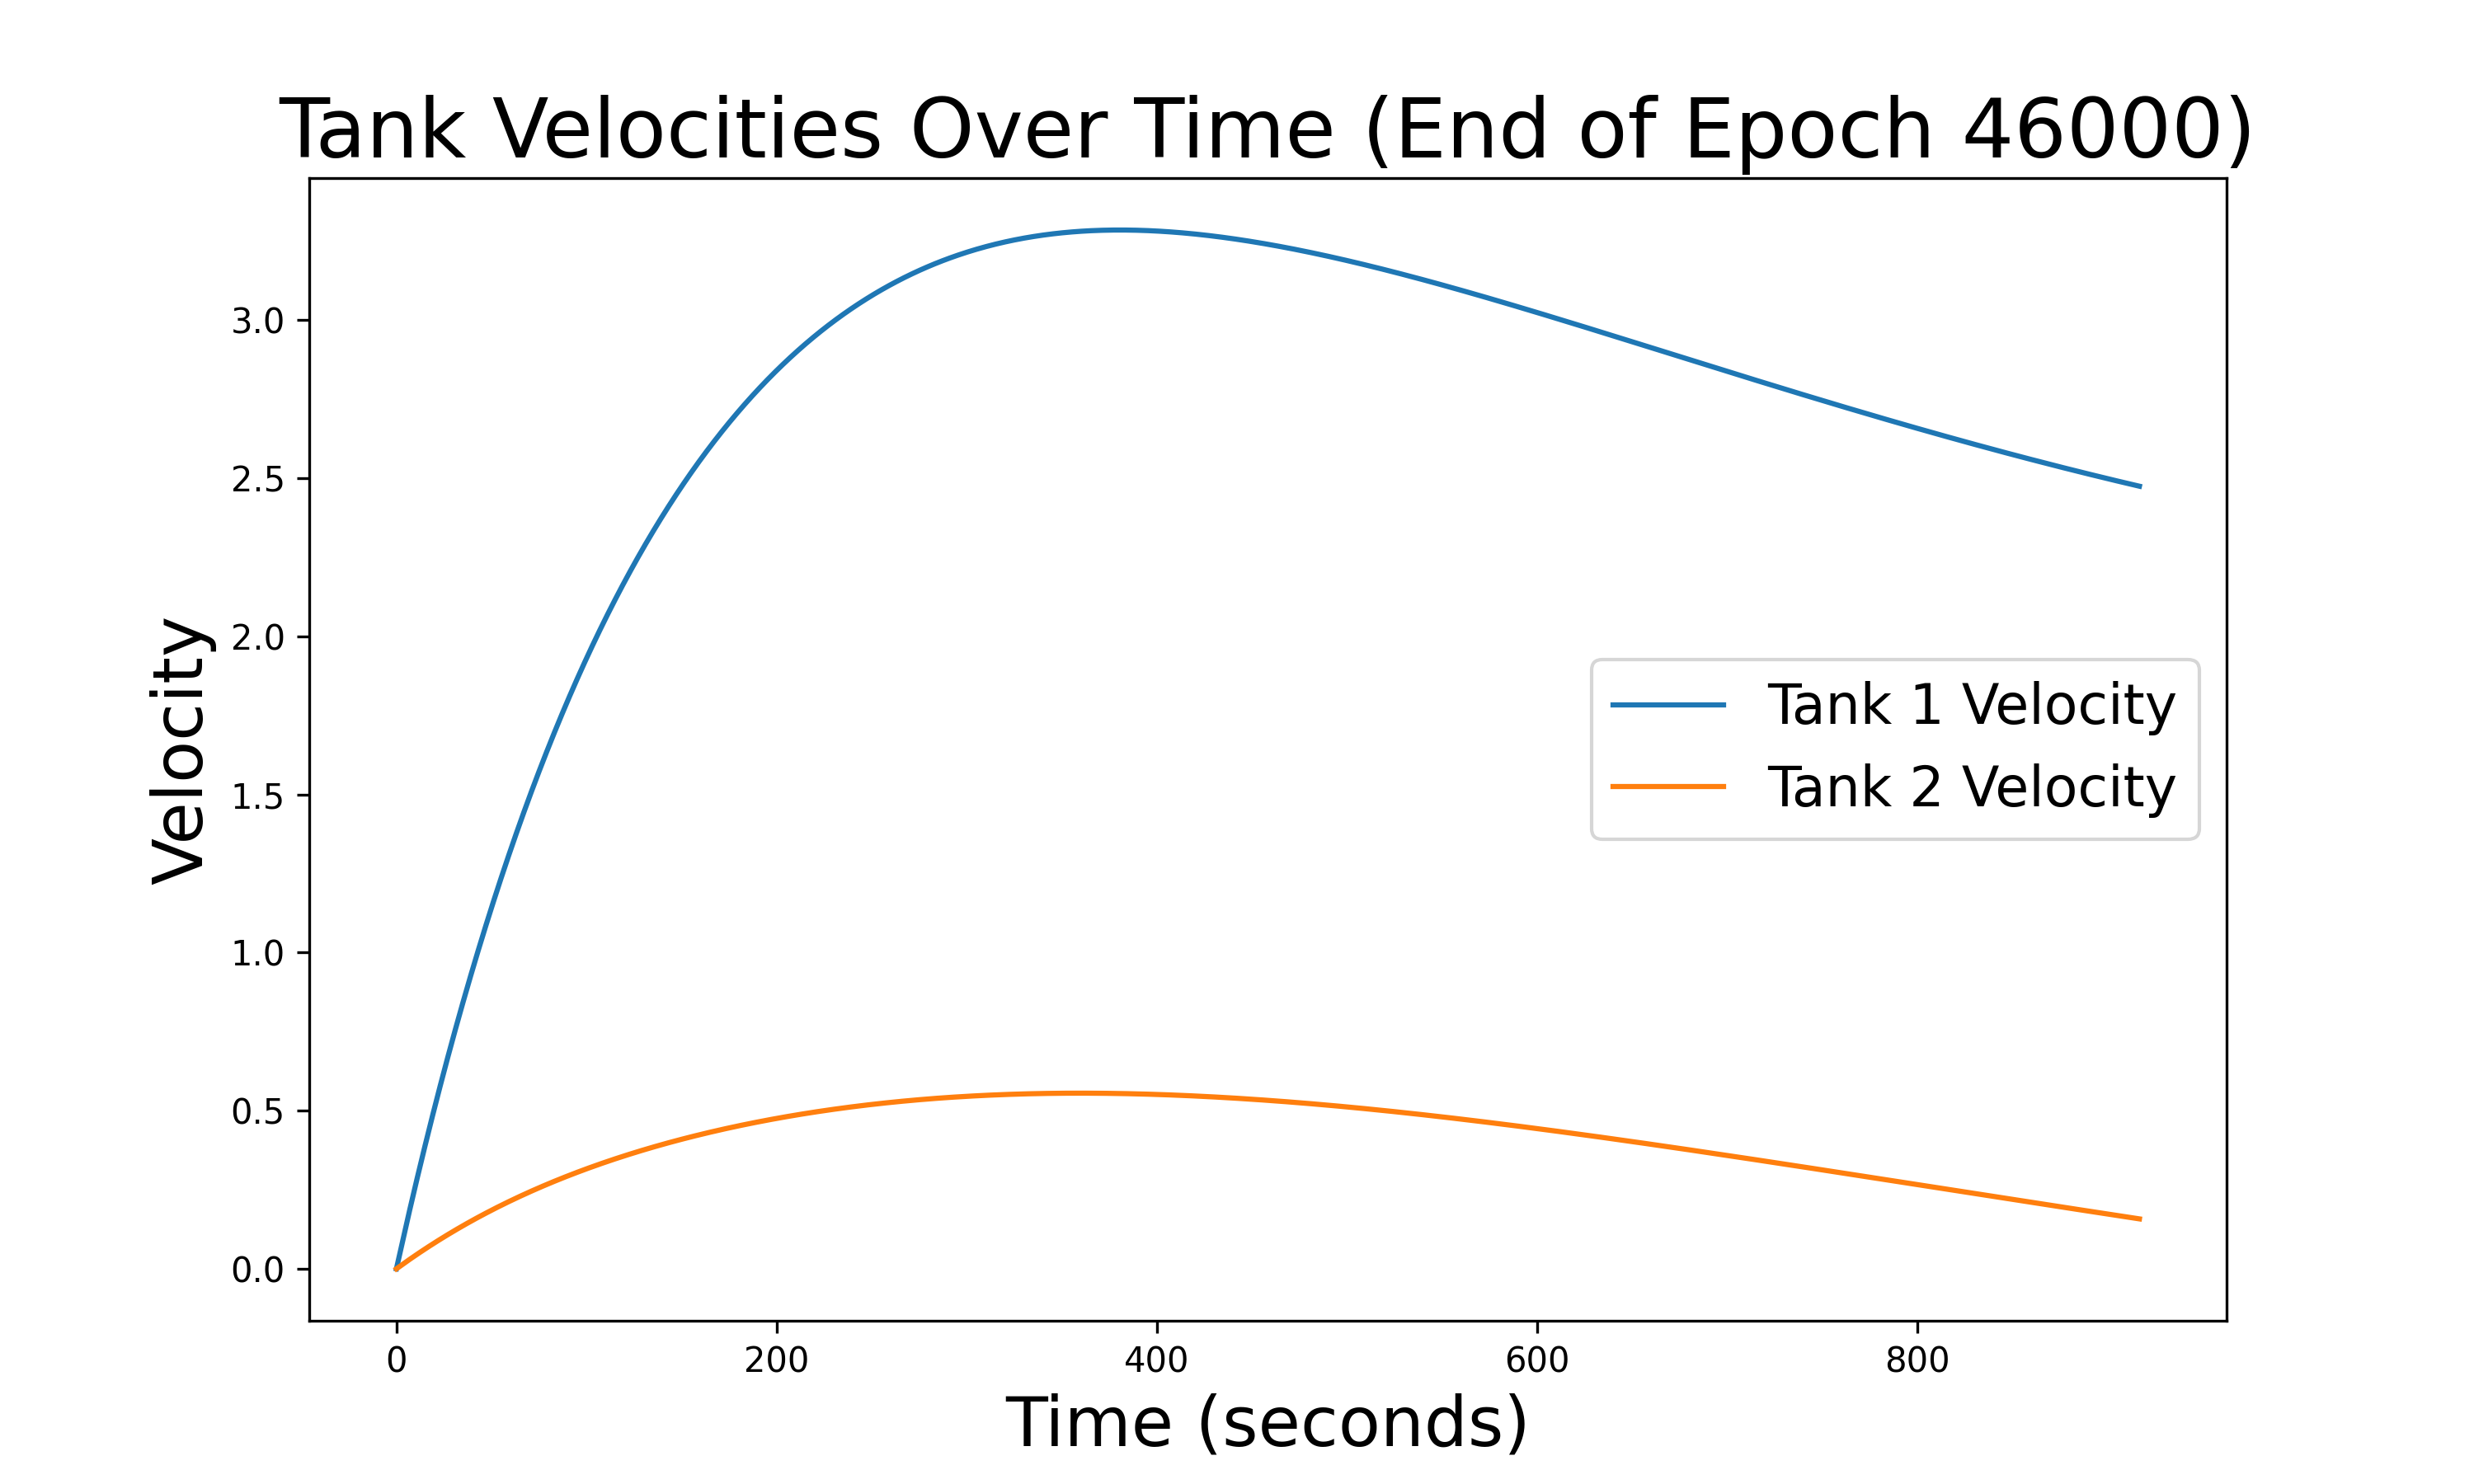 Tank Velocities Over Time (End of Epoch 46000)
Velocity
3.0
2.5
2.0
1.5
1.0
0.5
0.0
Tank 1 Velocity
Tank 2 Velocity
0 200 400 600 800
Time (seconds)